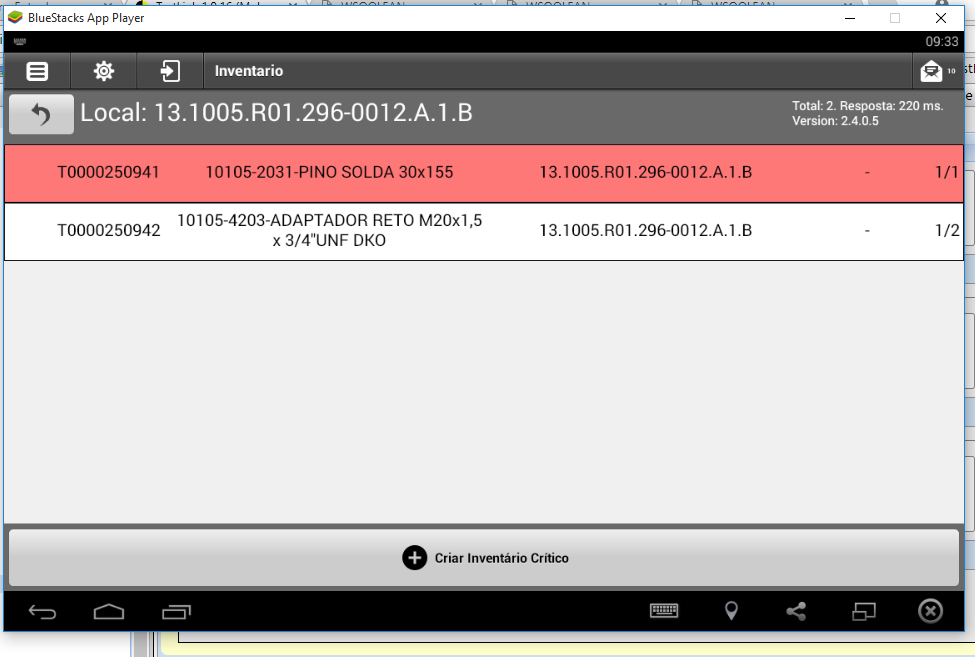 BlueStacks App Player
09:33
Inventario
10
Local: 13.1005.R01.296-0012.A.1.B
Total: 2. Resposta: 220 ms.
Version: 2.4.0.5
T0000250941 10105-2031-PINO SOLDA 30x155 13.1005.R01.296-0012.A.1.B - 1/1
T0000250942 10105-4203-ADAPTADOR RETO M20x1,5 x 3/4"UNF DKO 13.1005.R01.296-0012.A.1.B - 1/2
Criar Inventário Crítico